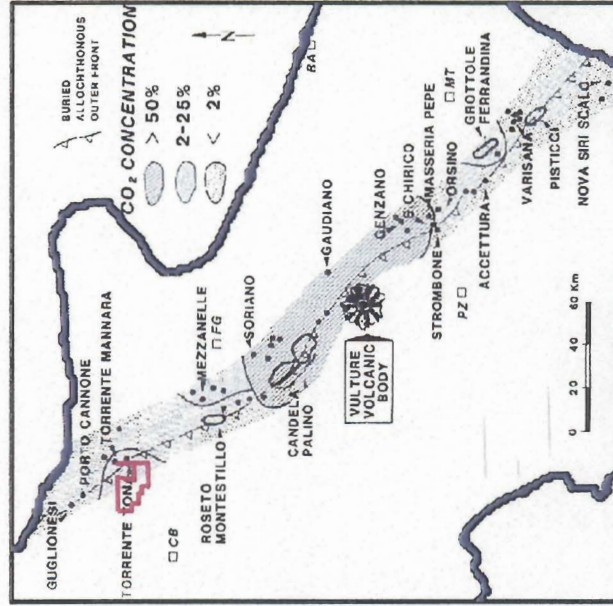 BURIED
ALLOCHTHONOUS
OUTER FRONT
CO2 CONCENTRATION
> 50%
2-25%
< 2%
N
GUGLIONESI
PORTO CANNONE
TORRENTE MANNARA
TORRENTE TONA
CB
MEZZANELLE
FG
ROSETO
MONTESTILLO
SORIANO
CANDELA
PALINO
GAUDIANO
VULTURE
VOLCANIC
BODY
GENZANO
S.CHIRICO
MASSERIA PEPE
ORSINO
STROMBONE
PZ
BA
MT
GROTTOLE
FERRANDINA
ACCETTURA
VARISANA
PISTICCI
NOVA SIRI SCALO
0 20 40 60 Km